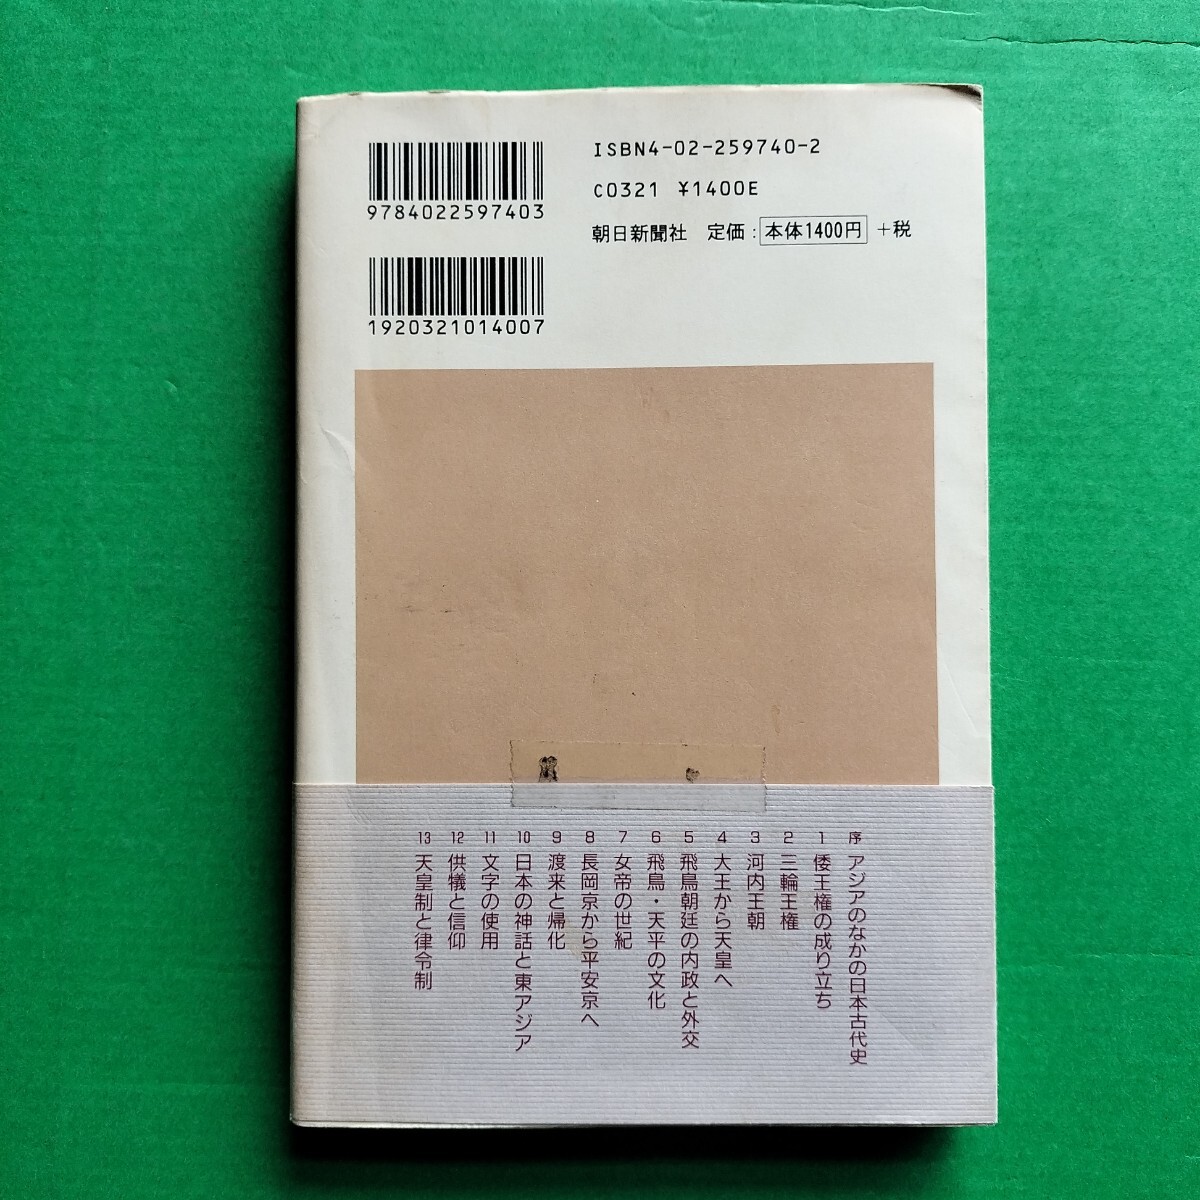 ISBN4-02-259740-2
C0321 ¥1400E
朝日新聞社 定価:本体1400円+税
9784022597403
1920321014007
序 アジアのなかの日本古代史
1 倭王権の成り立ち
2 三輪王権
3 河内王朝
4 大王から天皇へ
5 飛鳥朝廷の内政と外交
6 飛鳥・天平の文化
7 女帝の世紀
8 長岡京から平安京へ
9 渡来と帰化
10 日本の神話と東アジア
11 文字の使用
12 供犠と信仰
13 天皇制と律令制